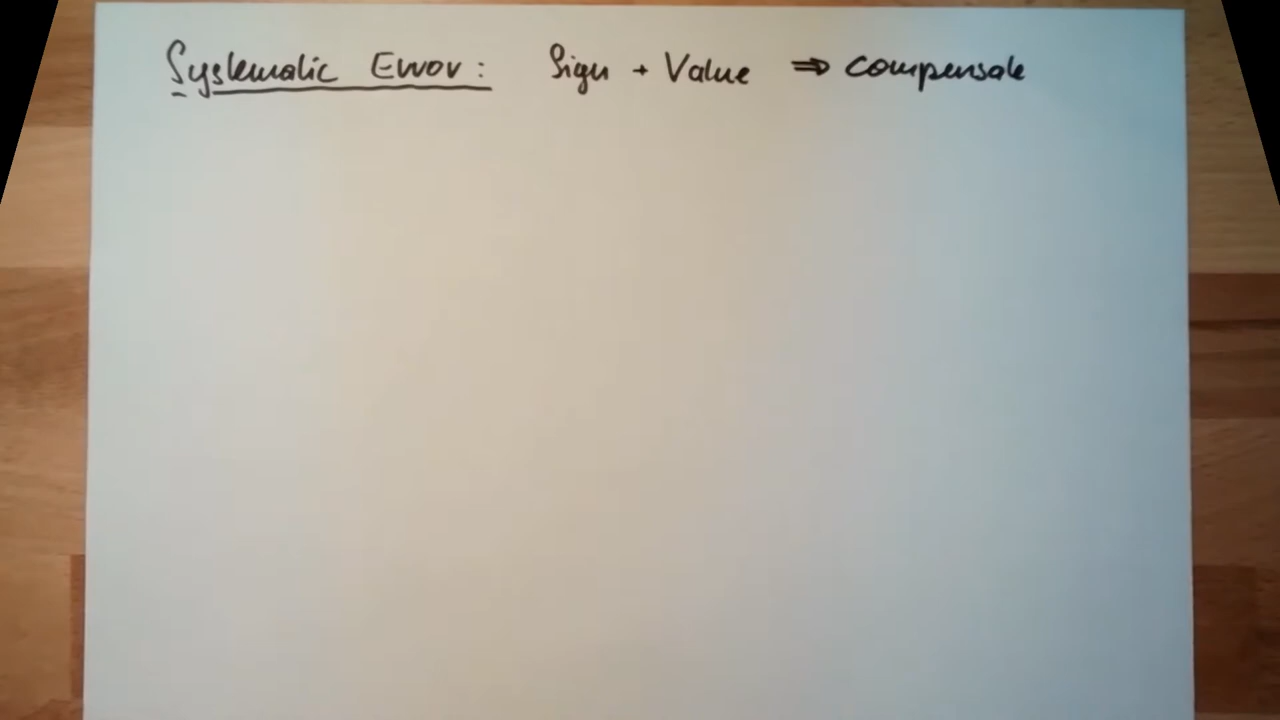 Systematic Error: Sign + Value ⇒ compensate